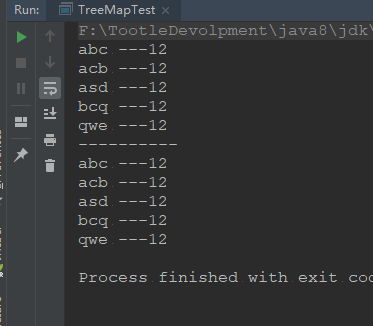 Run: TreeMapTest ×
F:\TootleDevolpment\java8\jdk\
abc ---12
acb ---12
asd ---12
bcq ---12
qwe ---12
----------
abc ---12
acb ---12
asd ---12
bcq ---12
qwe ---12
Process finished with exit